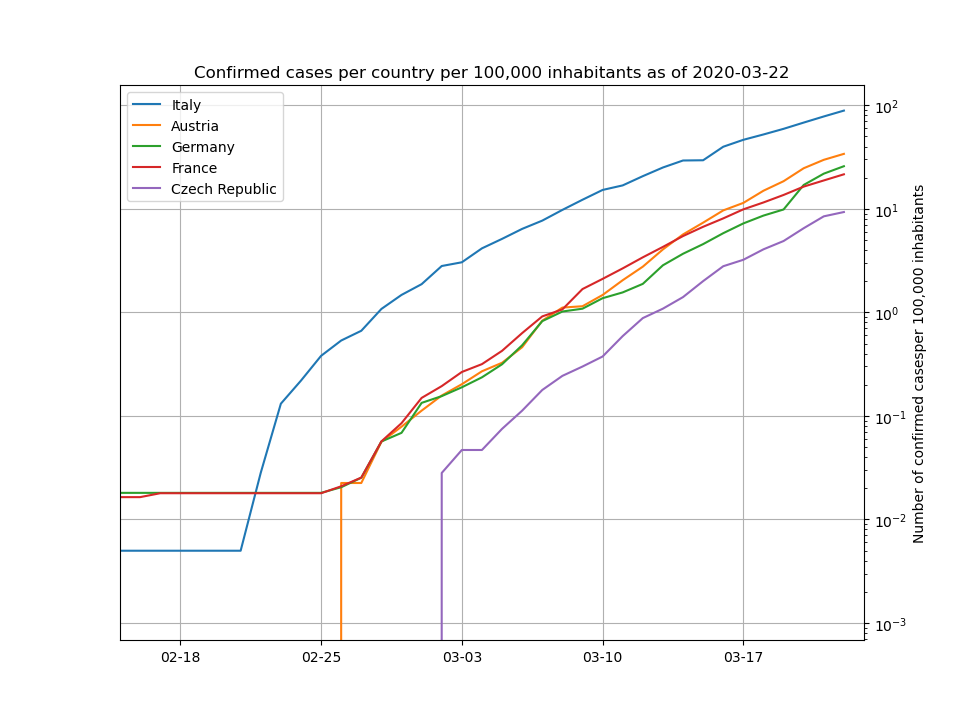 Confirmed cases per country per 100,000 inhabitants as of 2020-03-22
Italy
Austria
Germany
France
Czech Republic
10²
10¹
10⁰
10⁻¹
10⁻²
10⁻³
Number of confirmed casesper 100,000 inhabitants
02-18
02-25
03-03
03-10
03-17